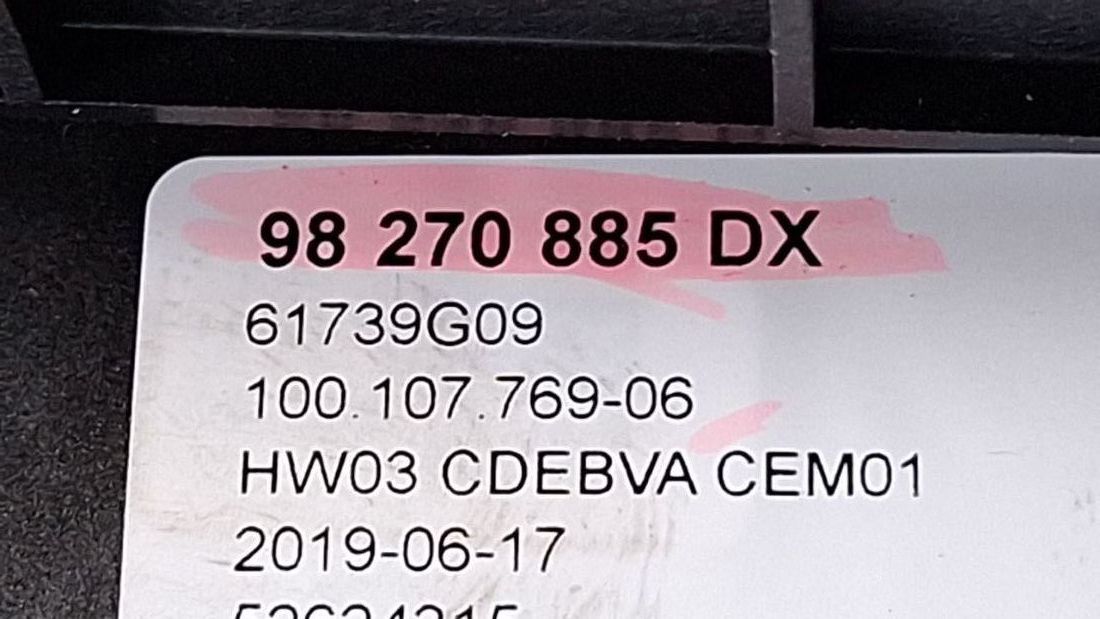 98 270 885 DX
61739G09
100.107.769-06
HW03 CDEBVA CEM01
2019-06-17